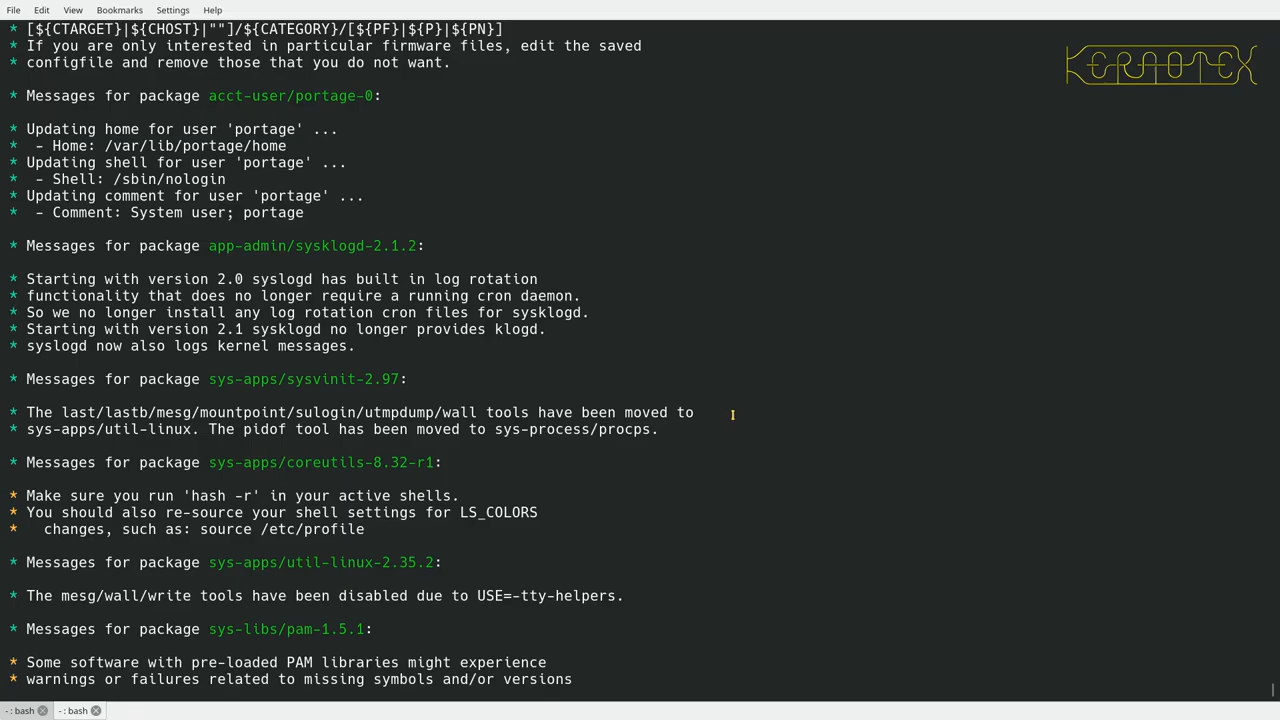 File Edit View Bookmarks Settings Help
* [${CTARGET}|${CHOST}|""]/${CATEGORY}/[${PF}|${P}|${PN}]
* If you are only interested in particular firmware files, edit the saved
* configfile and remove those that you do not want.
KERNOTEX
* Messages for package acct-user/portage-0:
* Updating home for user 'portage' ...
*  - Home: /var/lib/portage/home
* Updating shell for user 'portage' ...
*  - Shell: /sbin/nologin
* Updating comment for user 'portage' ...
*  - Comment: System user; portage
* Messages for package app-admin/sysklogd-2.1.2:
* Starting with version 2.0 syslogd has built in log rotation
* functionality that does no longer require a running cron daemon.
* So we no longer install any log rotation cron files for sysklogd.
* Starting with version 2.1 sysklogd no longer provides klogd.
* syslogd now also logs kernel messages.
* Messages for package sys-apps/sysvinit-2.97:
* The last/lastb/mesg/mountpoint/sulogin/utmpdump/wall tools have been moved to
* sys-apps/util-linux. The pidof tool has been moved to sys-process/procps.
* Messages for package sys-apps/coreutils-8.32-r1:
* Make sure you run 'hash -r' in your active shells.
* You should also re-source your shell settings for LS_COLORS
*   changes, such as: source /etc/profile
* Messages for package sys-apps/util-linux-2.35.2:
* The mesg/wall/write tools have been disabled due to USE=-tty-helpers.
* Messages for package sys-libs/pam-1.5.1:
* Some software with pre-loaded PAM libraries might experience
* warnings or failures related to missing symbols and/or versions
- : bash - : bash